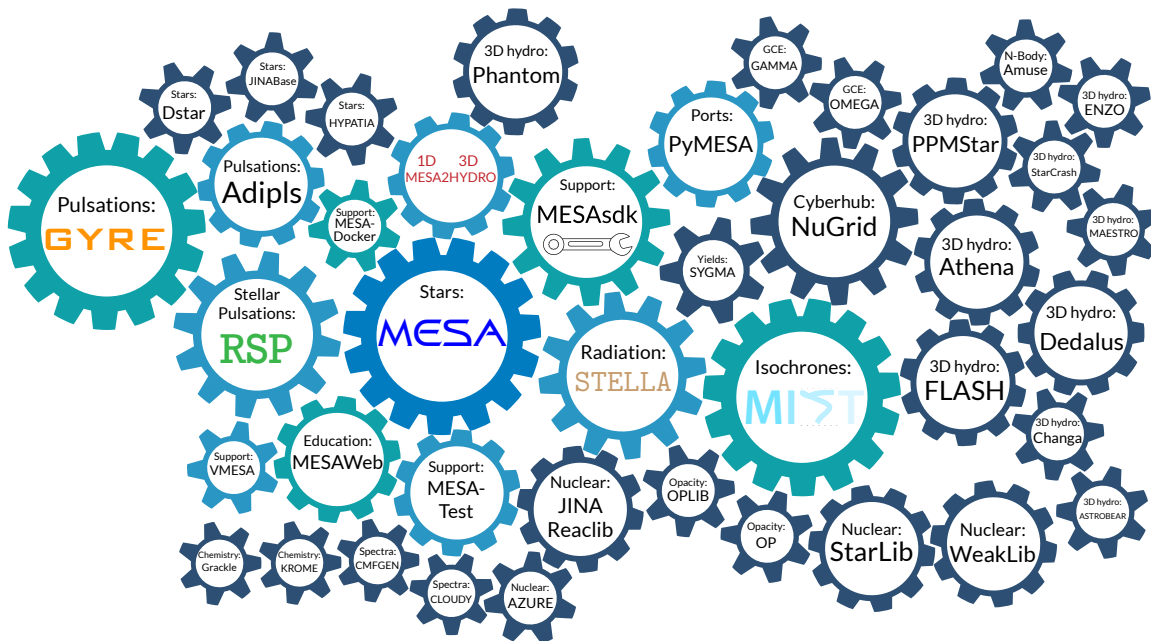 3D hydro:
Phantom
GCE:
GAMMA
N-Body:
Amuse
Stars:
JINABase
Stars:
Dstar
Stars:
HYPATIA
GCE:
OMEGA
3D hydro:
ENZO
Ports:
PyMESA
3D hydro:
PPMStar
Pulsations:
Adipls
1D 3D
MESA2HYDRO
3D hydro:
StarCrash
Pulsations:
GYRE
Support:
MESA-
Docker
Support:
MESAsdk
Cyberhub:
NuGrid
3D hydro:
MAESTRO
Yields:
SYGMA
3D hydro:
Athena
Stellar
Pulsations:
RSP
Stars:
MESA
Radiation:
STELLA
Isochrones:
MIST
3D hydro:
Dedalus
3D hydro:
FLASH
3D hydro:
Changa
Support:
VMESA
Education:
MESAWeb
Support:
MESA-
Test
Nuclear:
JINA
Reaclib
Opacity:
OPLIB
Opacity:
OP
Nuclear:
StarLib
Nuclear:
WeakLib
3D hydro:
ASTROBEAR
Chemistry:
Grackle
Chemistry:
KROME
Spectra:
CMFGEN
Spectra:
CLOUDY
Nuclear:
AZURE